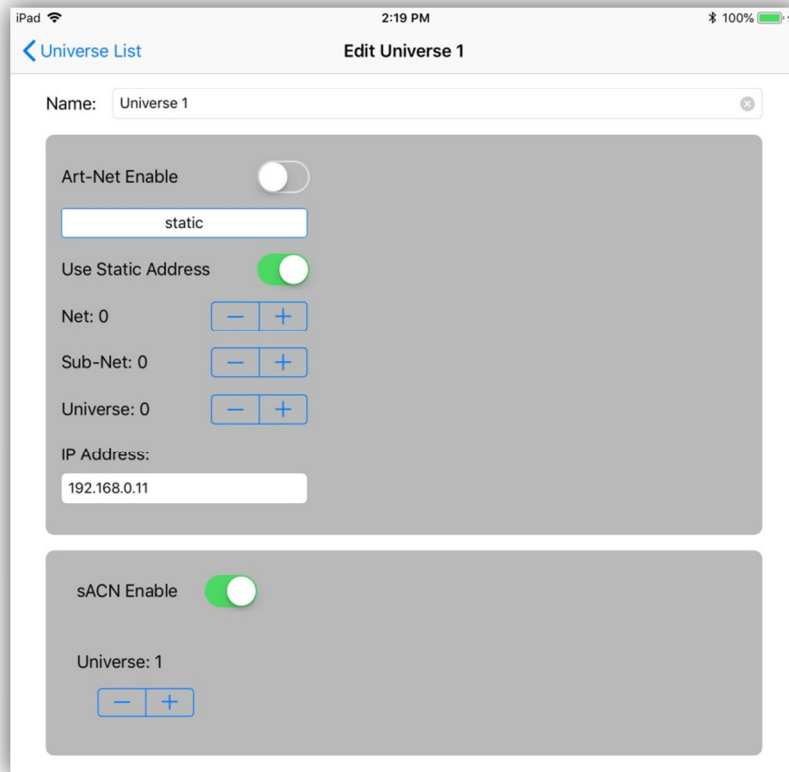 iPad 2:19 PM 100%
Universe List Edit Universe 1
Name: Universe 1
Art-Net Enable
static
Use Static Address
Net: 0 − +
Sub-Net: 0 − +
Universe: 0 − +
IP Address:
192.168.0.11
sACN Enable
Universe: 1
− +